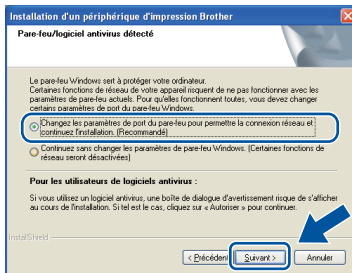 Installation d'un périphérique d'impression Brother
Pare-feu/logiciel antivirus détecté
Le pare-feu Windows sert à protéger votre ordinateur.
Certaines fonctions de réseau de votre appareil risquent de ne pas fonctionner avec les
paramètres de pare-feu actuels. Pour qu'elles fonctionnent toutes, vous devez changer
certains paramètres de port du pare-feu Windows.
Changez les paramètres de port du pare-feu pour permettre la connexion réseau et
continuez l'installation. (Recommandé)
Continuez sans changer les paramètres de pare-feu Windows. (Certaines fonctions de
réseau seront désactivées)
Pour les utilisateurs de logiciels antivirus :
Si vous utilisez un logiciel antivirus, une boîte de dialogue d'avertissement risque de s'afficher
au cours de l'installation. Si tel est le cas, cliquez sur « Autoriser » pour continuer.
InstallShield
< Précédent
Suivant >
Annuler